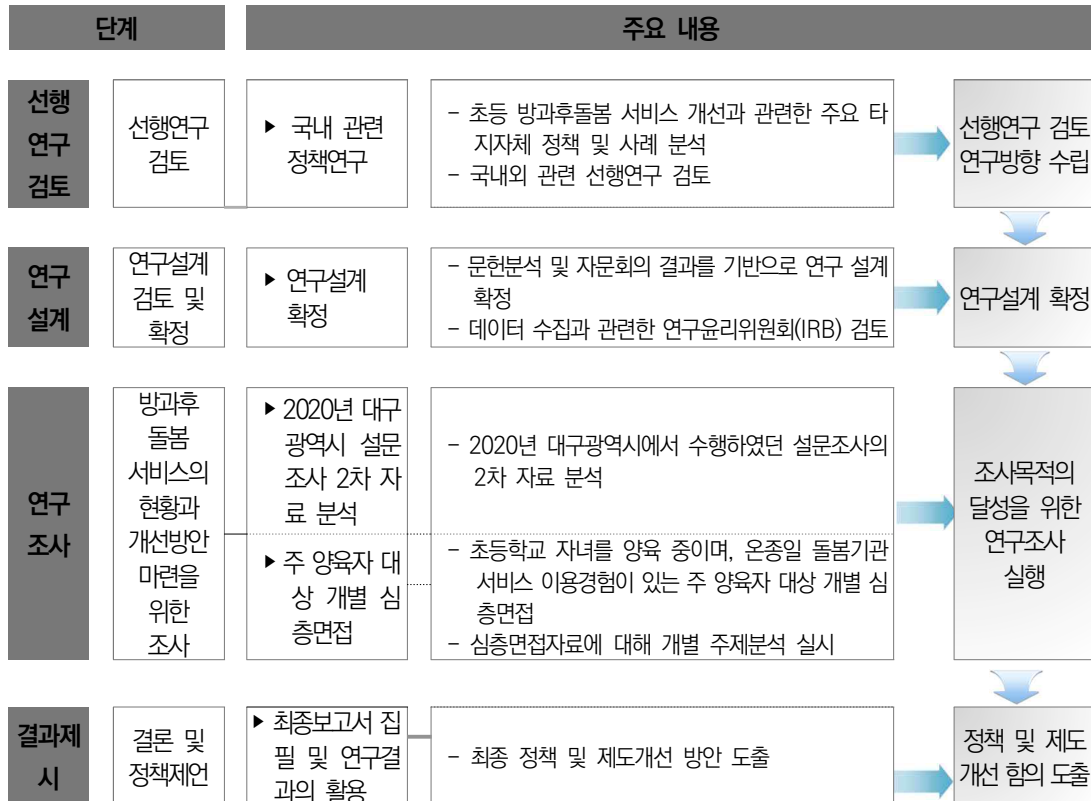 단계
주요 내용
선행
연구
검토
선행연구
검토
▶ 국내 관련
정책연구
- 초등 방과후돌봄 서비스 개선과 관련한 주요 타
지자체 정책 및 사례 분석
- 국내외 관련 선행연구 검토
선행연구 검토
연구방향 수립
연구
설계
연구설계
검토 및
확정
▶ 연구설계
확정
- 문헌분석 및 자문회의 결과를 기반으로 연구 설계
확정
- 데이터 수집과 관련한 연구윤리위원회(IRB) 검토
연구설계 확정
연구
조사
방과후
돌봄
서비스의
현황과
개선방안
마련을
위한
조사
▶ 2020년 대구
광역시 설문
조사 2차 자
료 분석
- 2020년 대구광역시에서 수행하였던 설문조사의
2차 자료 분석
▶ 주 양육자 대
상 개별 심
층면접
- 초등학교 자녀를 양육 중이며, 온종일 돌봄기관
서비스 이용경험이 있는 주 양육자 대상 개별 심
층면접
- 심층면접자료에 대해 개별 주제분석 실시
조사목적의
달성을 위한
연구조사
실행
결과제
시
결론 및
정책제언
▶ 최종보고서 집
필 및 연구결
과의 활용
- 최종 정책 및 제도개선 방안 도출
정책 및 제도
개선 함의 도출